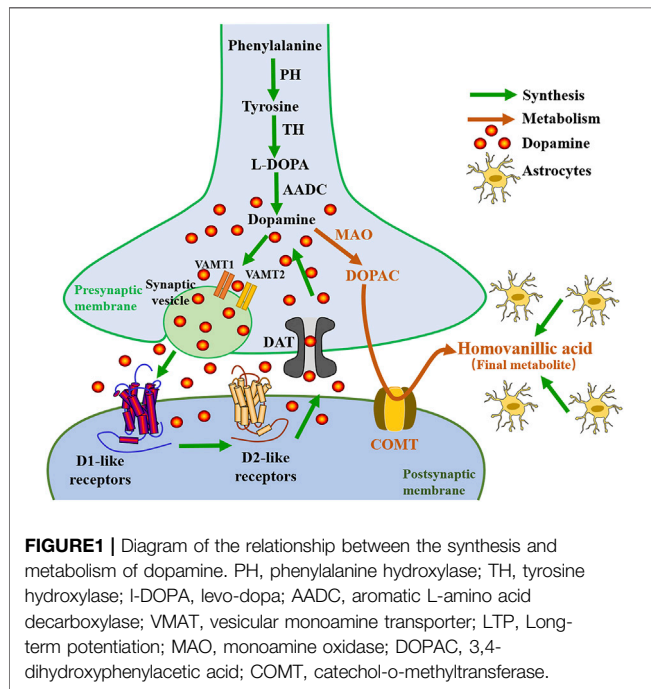 Phenylalanine
PH
Tyrosine
TH
L-DOPA
AADC
Dopamine
MAO
DOPAC
VAMT1
VAMT2
Synaptic
vesicle
Presynaptic
membrane
DAT
Synthesis
Metabolism
Dopamine
Astrocytes
Homovanillic acid
(Final metabolite)
COMT
D1-like
receptors
D2-like
receptors
Postsynaptic
membrane
FIGURE1 | Diagram of the relationship between the synthesis and
metabolism of dopamine. PH, phenylalanine hydroxylase; TH, tyrosine
hydroxylase; l-DOPA, levo-dopa; AADC, aromatic L-amino acid
decarboxylase; VMAT, vesicular monoamine transporter; LTP, Long-
term potentiation; MAO, monoamine oxidase; DOPAC, 3,4-
dihydroxyphenylacetic acid; COMT, catechol-o-methyltransferase.